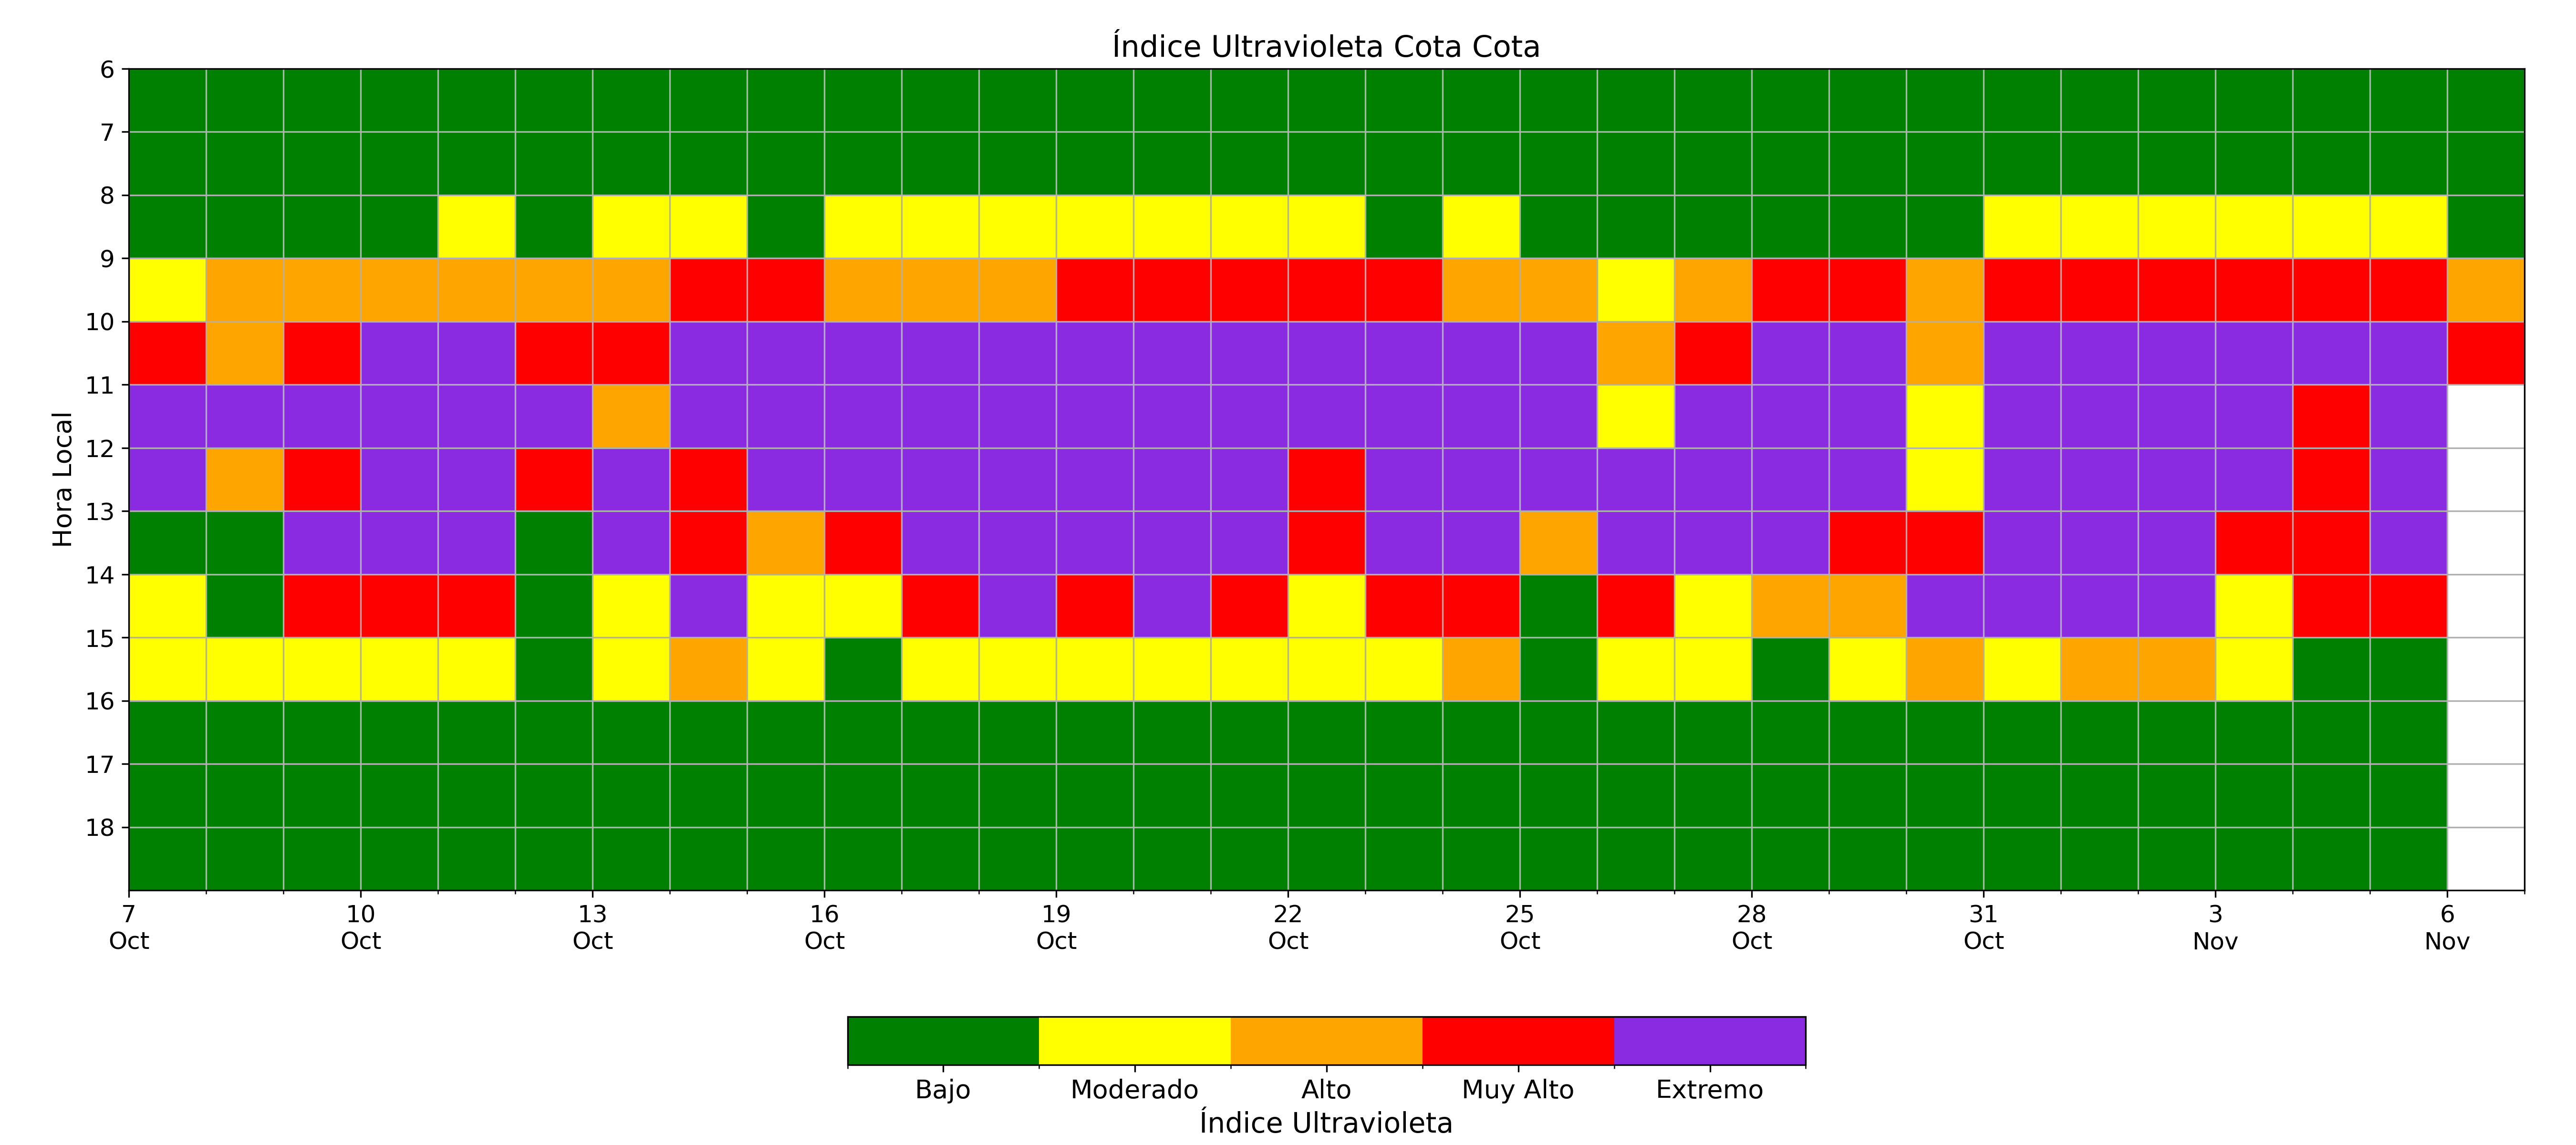 Índice Ultravioleta Cota Cota
Hora Local
6
7
8
9
10
11
12
13
14
15
16
17
18
7 10 13 16 19 22 25 28 31 3 6
Oct Oct Oct Oct Oct Oct Oct Oct Oct Nov Nov
Bajo Moderado Alto Muy Alto Extremo
Índice Ultravioleta